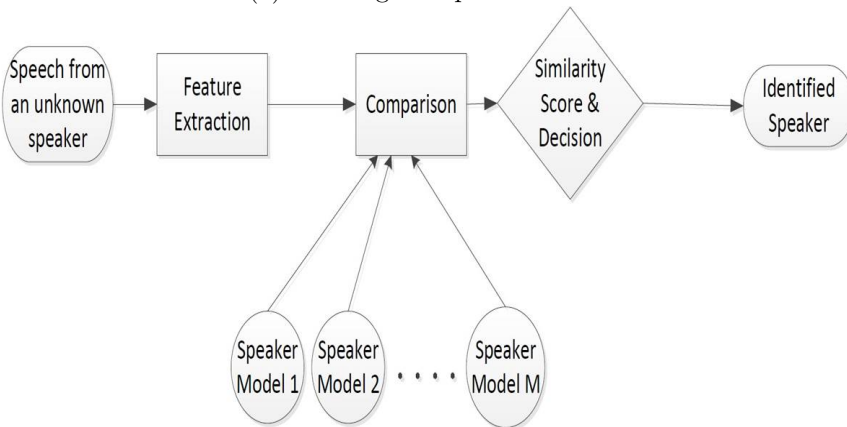 Speech from
an unknown
speaker
Feature
Extraction
Comparison
Similarity
Score &
Decision
Identified
Speaker
Speaker
Model 1
Speaker
Model 2
. . . .
Speaker
Model M